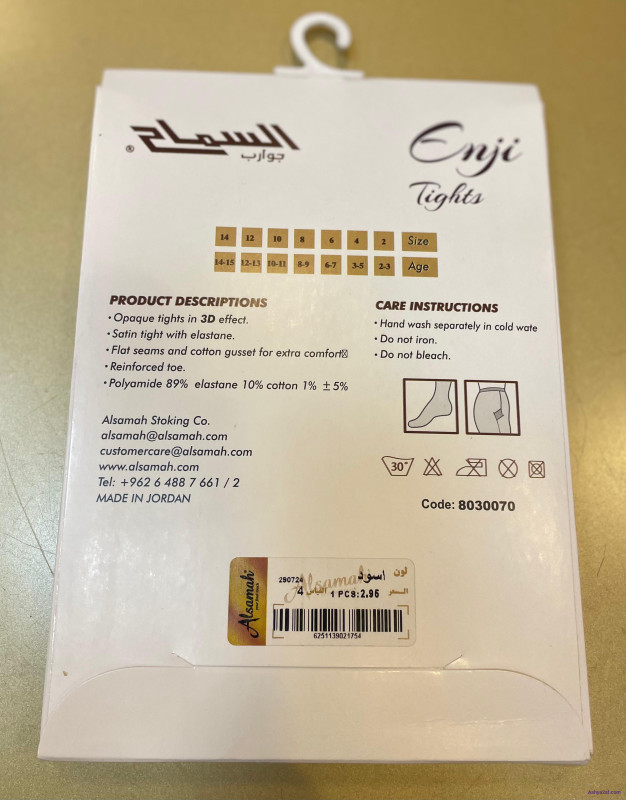 السماح
®
جوارب
Enji
Tights
14 12 10 8 6 4 2 Size
14-15 12-13 10-11 8-9 6-7 3-5 2-3 Age
PRODUCT DESCRIPTIONS
• Opaque tights in 3D effect.
• Satin tight with elastane.
• Flat seams and cotton gusset for extra comfort
• Reinforced toe.
• Polyamide 89% elastane 10% cotton 1% ±5%
CARE INSTRUCTIONS
• Hand wash separately in cold wate
• Do not iron.
• Do not bleach.
Alsamah Stoking Co.
alsamah@alsamah.com
customercare@alsamah.com
www.alsamah.com
Tel: +962 6 488 7 661 / 2
MADE IN JORDAN
30°
Code: 8030070
Alsamah
Alsamah
290724 اسود لون
4 القياس 1 PCS:2.95 السعر
6251139021754